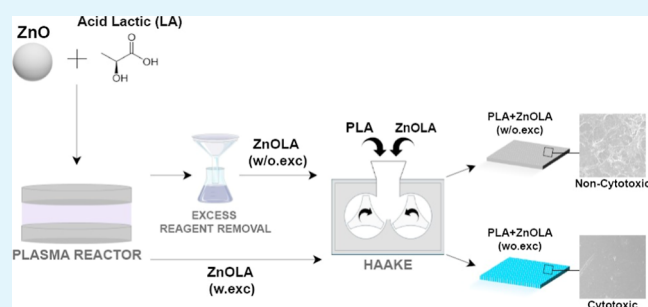 ZnO
Acid Lactic (LA)
O
OH
OH
PLASMA REACTOR
EXCESS
REAGENT REMOVAL
ZnOLA
(w/o.exc)
ZnOLA
(w.exc)
PLA
ZnOLA
HAAKE
PLA+ZnOLA
(w/o.exc)
Non-Cytotoxic
PLA+ZnOLA
(wo.exc)
Cytotoxic